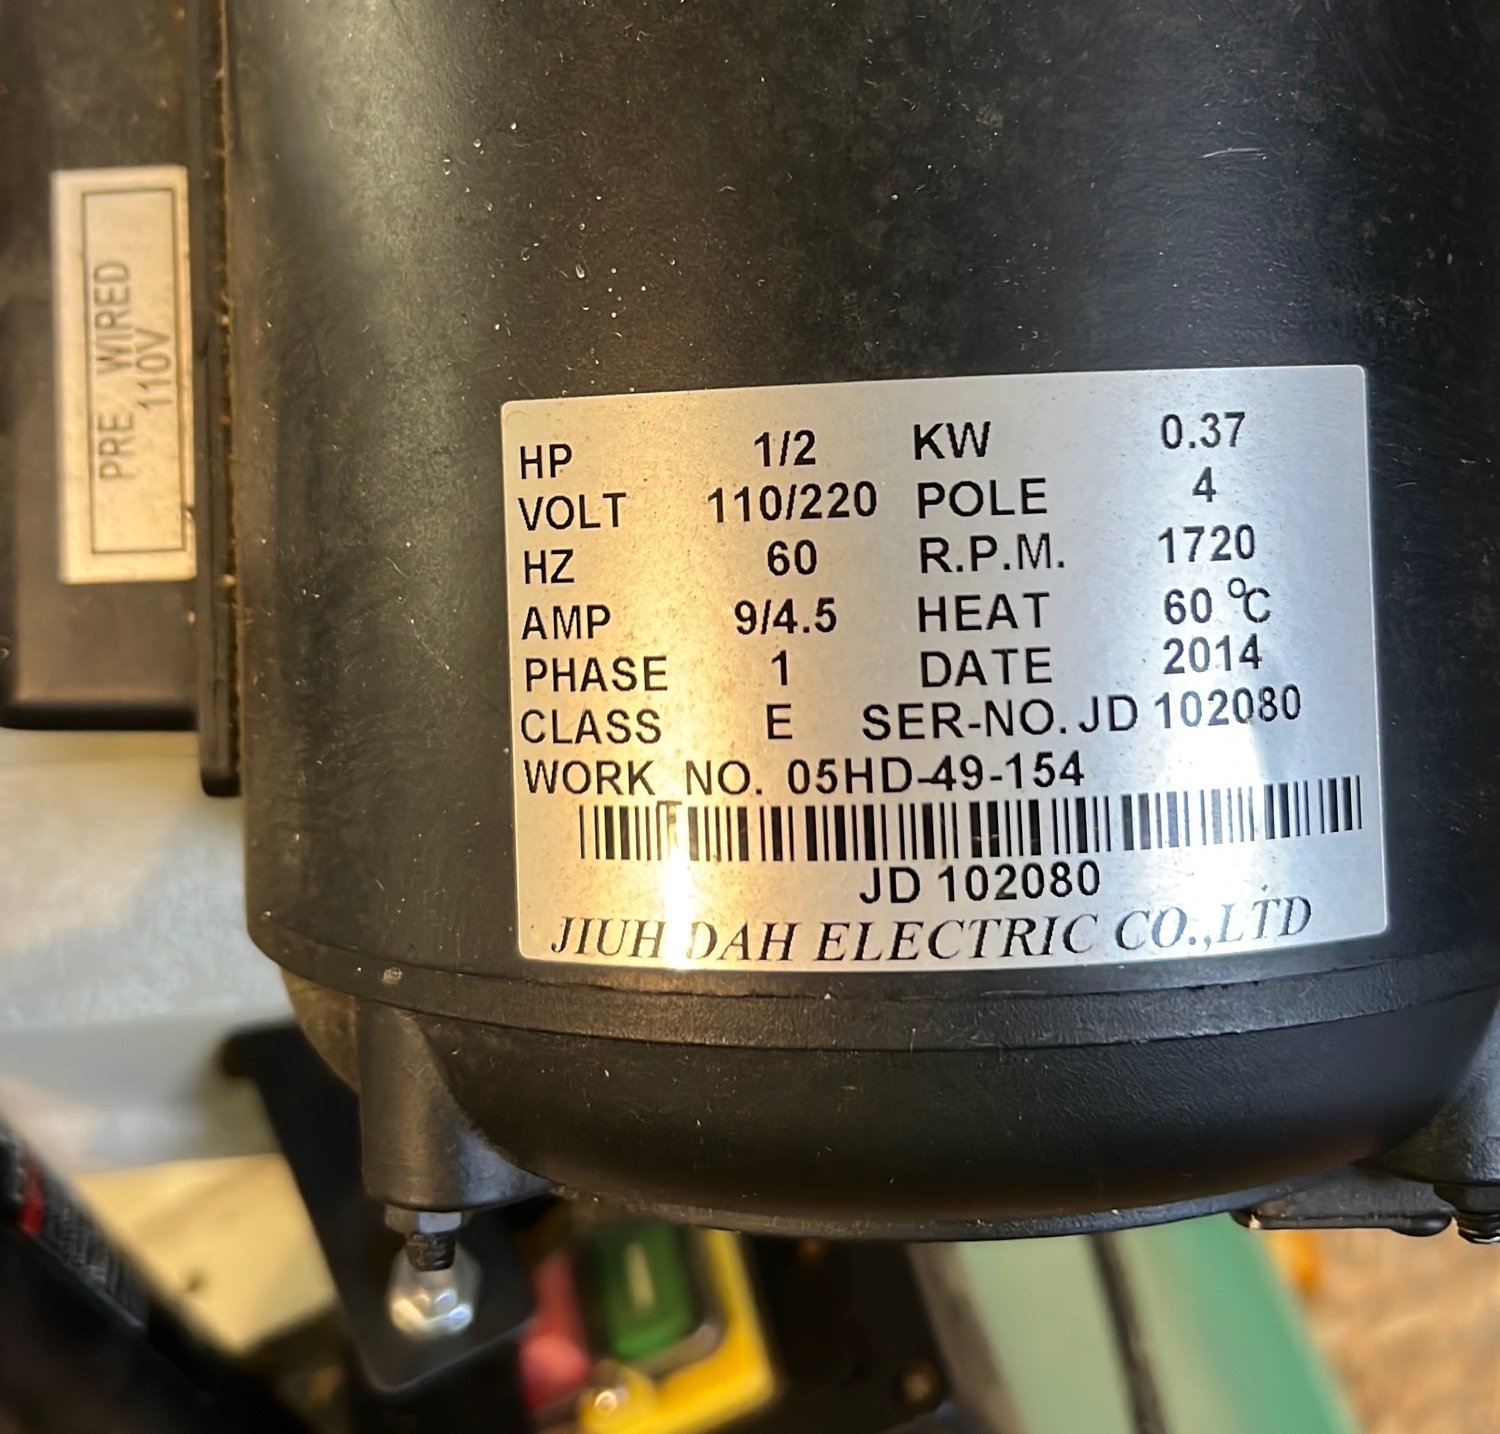 PRE WIRED
110V
HP 1/2 KW 0.37
VOLT 110/220 POLE 4
HZ 60 R.P.M. 1720
AMP 9/4.5 HEAT 60 °C
PHASE 1 DATE 2014
CLASS E SER-NO. JD 102080
WORK NO. 05HD-49-154
JD 102080
JIUH DAH ELECTRIC CO.,LTD